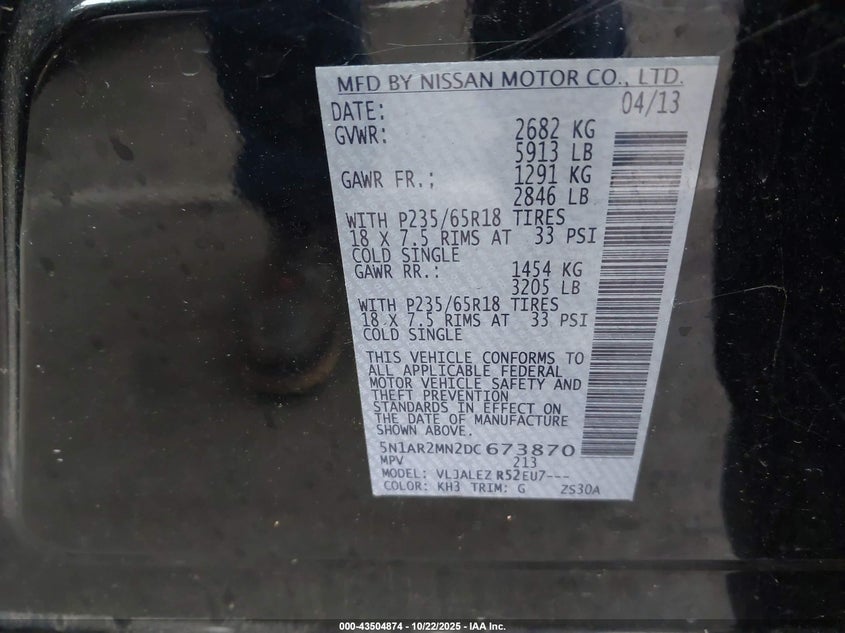 MFD BY NISSAN MOTOR CO., LTD.
DATE: 04/13
GVWR: 2682 KG
5913 LB
GAWR FR.: 1291 KG
2846 LB
WITH P235/65R18 TIRES
18 X 7.5 RIMS AT 33 PSI
COLD SINGLE
GAWR RR.: 1454 KG
3205 LB
WITH P235/65R18 TIRES
18 X 7.5 RIMS AT 33 PSI
COLD SINGLE
THIS VEHICLE CONFORMS TO
ALL APPLICABLE FEDERAL
MOTOR VEHICLE SAFETY AND
THEFT PREVENTION
STANDARDS IN EFFECT ON
THE DATE OF MANUFACTURE
SHOWN ABOVE.
5N1AR2MN2DC673870
MPV 213
MODEL: VLJALEZ R52EU7---
COLOR: KH3 TRIM: G ZS30A
000-43504874 - 10/22/2025 - IAA Inc.